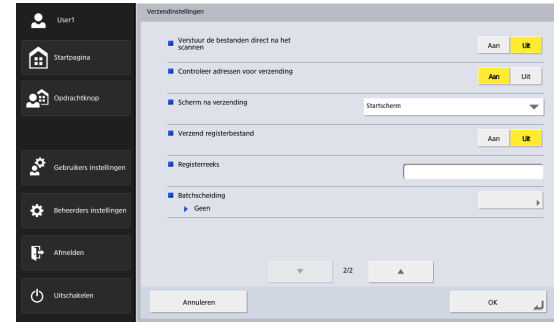 User1
Startpagina
Opdrachtknop
Gebruikers instellingen
Beheerders instellingen
Afmelden
Uitschakelen
Verzendinstellingen
Verstuur de bestanden direct na het
scannen
Aan Uit
Controleer adressen voor verzending
Aan Uit
Scherm na verzending
Startscherm
Verzend registerbestand
Aan Uit
Registerreeks
Batchscheiding
Geen
2/2
Annuleren
OK